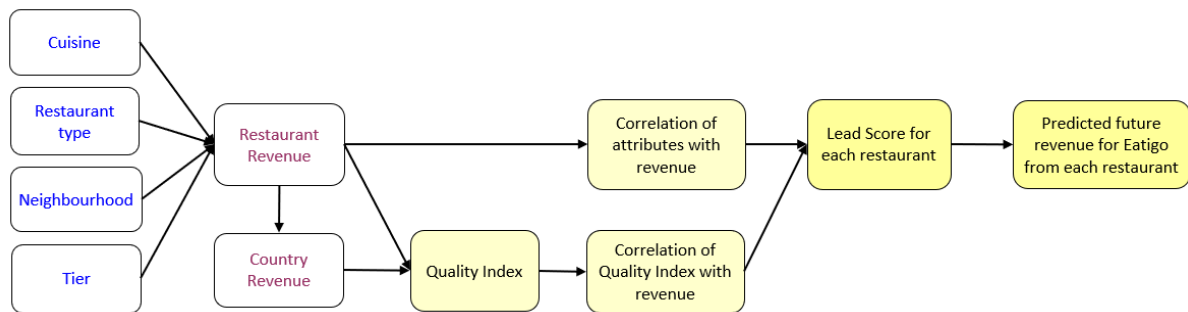 Cuisine
Restaurant
type
Neighbourhood
Tier
Restaurant
Revenue
Country
Revenue
Quality Index
Correlation of
attributes with
revenue
Correlation of
Quality Index with
revenue
Lead Score for
each restaurant
Predicted future
revenue for Eatigo
from each restaurant